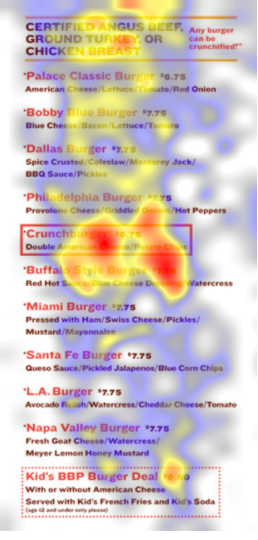 CERTIFIED ANGUS BEEF,
GROUND TURKEY, OR
CHICKEN BREAST
Any burger
can be
crunchified!™
*Palace Classic Burger $6.75
American Cheese/Lettuce/Tomato/Red Onion
*Bobby Blue Burger $7.75
Blue Cheese/Bacon/Lettuce/Tomato
*Dallas Burger $7.75
Spice Crusted/Coleslaw/Monterey Jack/
BBQ Sauce/Pickles
*Philadelphia Burger $7.75
Provolone Cheese/Griddled Onions/Hot Peppers
*Crunchburger $6.75
Double American Cheese/Potato Chips
*Buffalo Style Burger $7.75
Red Hot Sauce/Blue Cheese Dressing/Watercress
*Miami Burger $7.75
Pressed with Ham/Swiss Cheese/Pickles/
Mustard/Mayonnaise
*Santa Fe Burger $7.75
Queso Sauce/Pickled Jalapenos/Blue Corn Chips
*L.A. Burger $7.75
Avocado Relish/Watercress/Cheddar Cheese/Tomato
*Napa Valley Burger $7.75
Fresh Goat Cheese/Watercress/
Meyer Lemon Honey Mustard
Kid's BBP Burger Deal
With or without American Cheese
Served with Kid's French Fries and Kid's Soda
(age 12 and under only please)